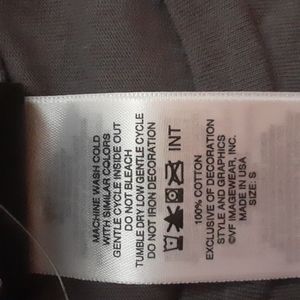 MACHINE WASH COLD
WITH SIMILAR COLORS
GENTLE CYCLE INSIDE OUT
DO NOT BLEACH
TUMBLE DRY LOW GENTLE CYCLE
DO NOT IRON DECORATION
INT
100% COTTON
EXCLUSIVE OF DECORATION
STYLE AND GRAPHICS
©VF IMAGEWEAR, INC.
MADE IN USA
SIZE: S